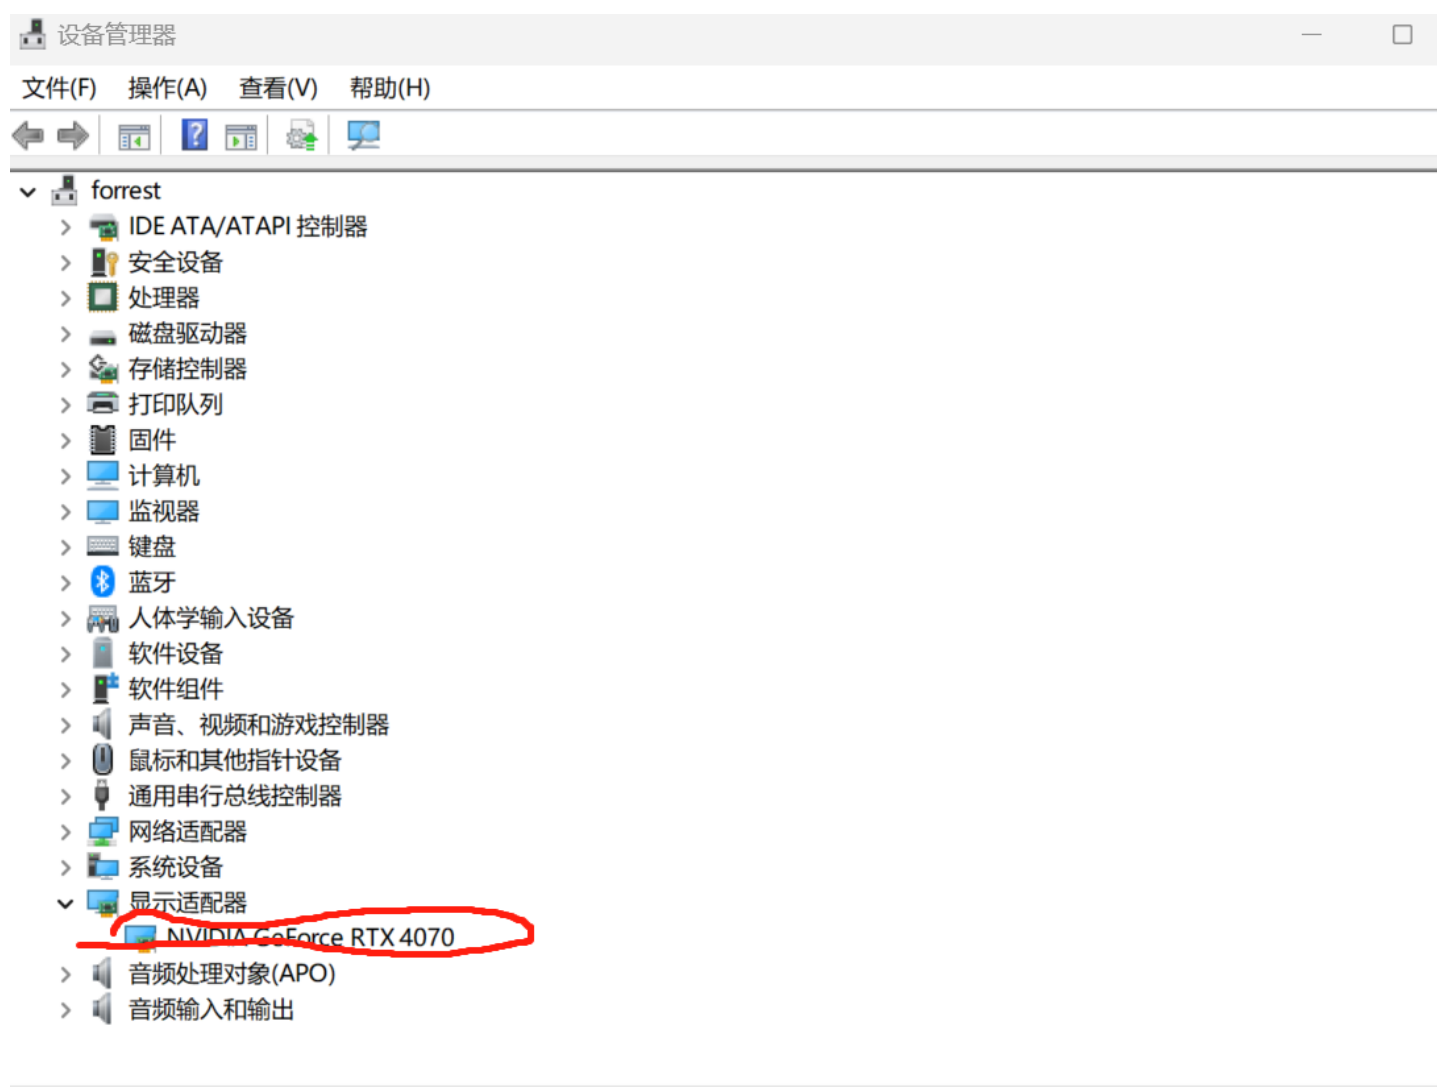 设备管理器
文件(F) 操作(A) 查看(V) 帮助(H)
forrest
IDE ATA/ATAPI 控制器
安全设备
处理器
磁盘驱动器
存储控制器
打印队列
固件
计算机
监视器
键盘
蓝牙
人体学输入设备
软件设备
软件组件
声音、视频和游戏控制器
鼠标和其他指针设备
通用串行总线控制器
网络适配器
系统设备
显示适配器
NVIDIA GeForce RTX 4070
音频处理对象(APO)
音频输入和输出